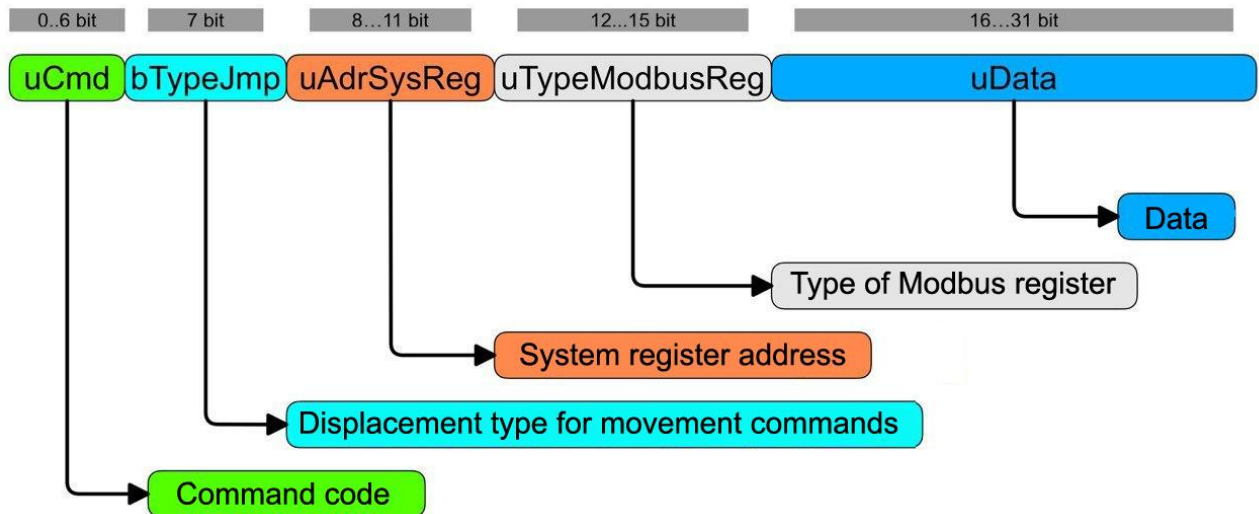 0..6 bit 7 bit 8...11 bit 12...15 bit 16...31 bit
uCmd bTypeJmp uAdrSysReg uTypeModbusReg uData
Data
Type of Modbus register
System register address
Displacement type for movement commands
Command code